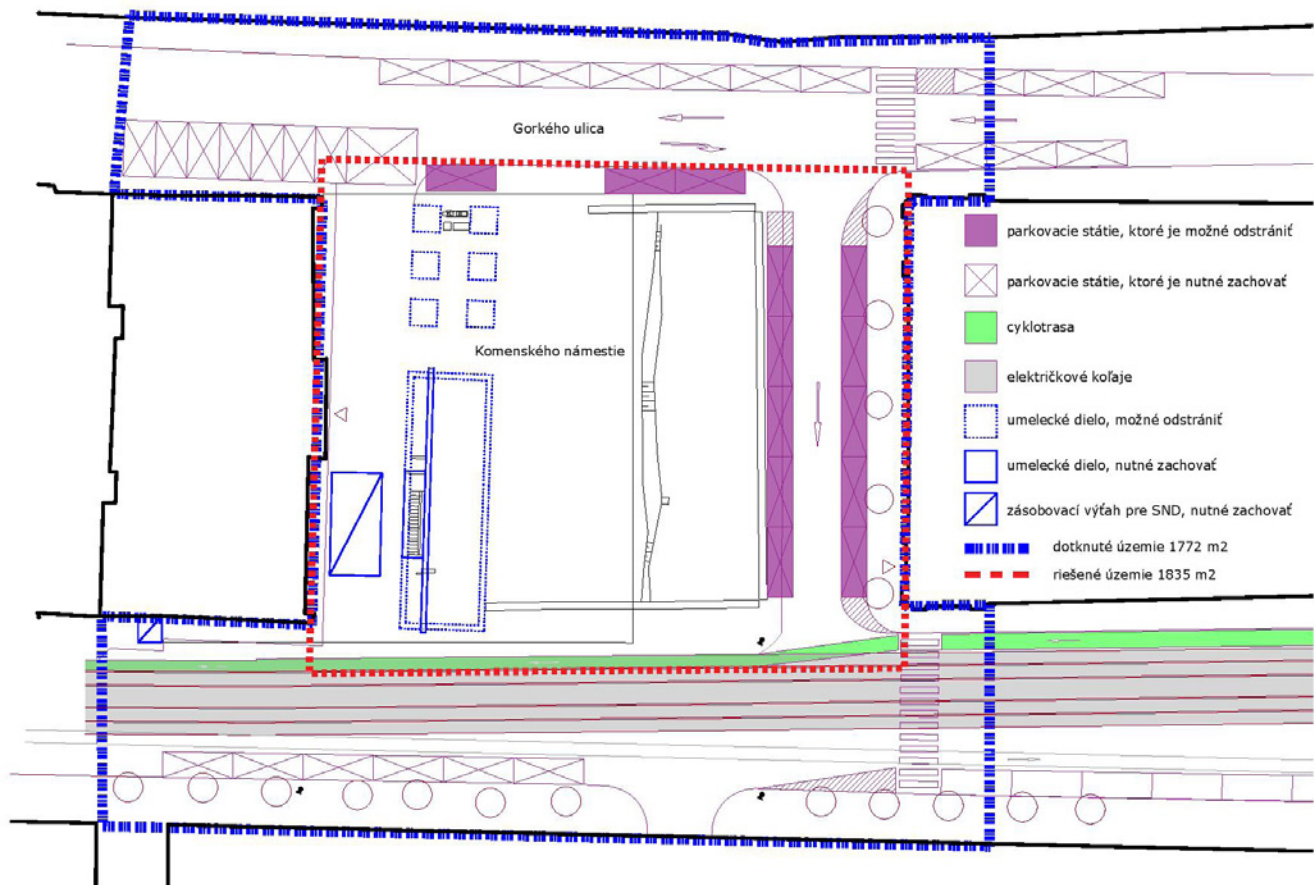 Gorkého ulica
Komenského námestie
parkovacie státie, ktoré je možné odstrániť
parkovacie státie, ktoré je nutné zachovať
cyklotrasa
električkové koľaje
umelecké dielo, možné odstrániť
umelecké dielo, nutné zachovať
zásobovací výťah pre SND, nutné zachovať
dotknuté územie 1772 m2
riešené územie 1835 m2